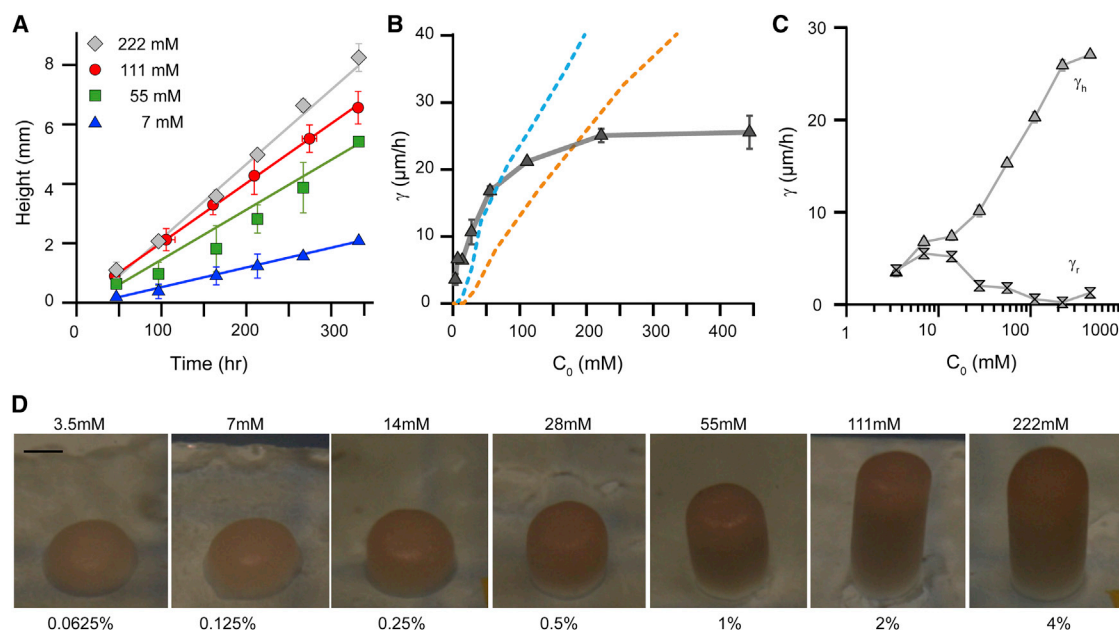 A
222 mM
111 mM
55 mM
7 mM
Height (mm)
8
6
4
2
0
0
100
200
300
Time (hr)
B
γ (µm/h)
40
30
20
10
0
0
100
200
300
400
C₀ (mM)
C
γ (µm/h)
30
20
10
0
γh
γr
1
10
100
1000
C₀ (mM)
D
3.5mM 7mM 14mM 28mM 55mM 111mM 222mM
0.0625% 0.125% 0.25% 0.5% 1% 2% 4%